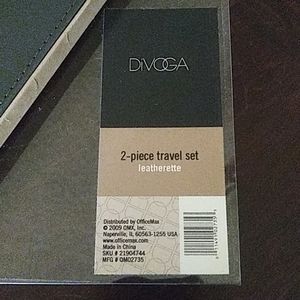 DiVOGA
2-piece travel set
leatherette
Distributed by OfficeMax
© 2009 OMX, Inc.
Naperville, IL 60563-1255 USA
www.officemax.com
Made in China
SKU # 21904744
MFG # OM02735